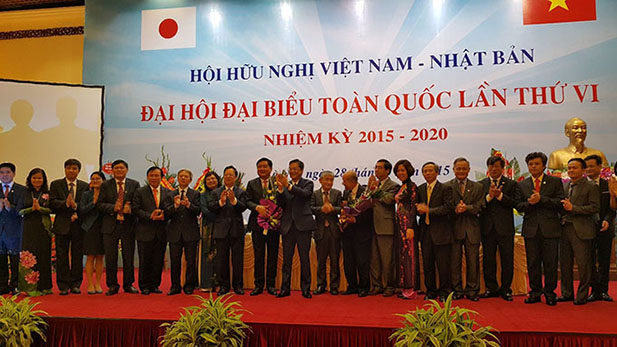 HỘI HỮU NGHỊ VIỆT NAM - NHẬT BẢN
ĐẠI HỘI ĐẠI BIỂU TOÀN QUỐC LẦN THỨ VI
NHIỆM KỲ 2015 - 2020
28